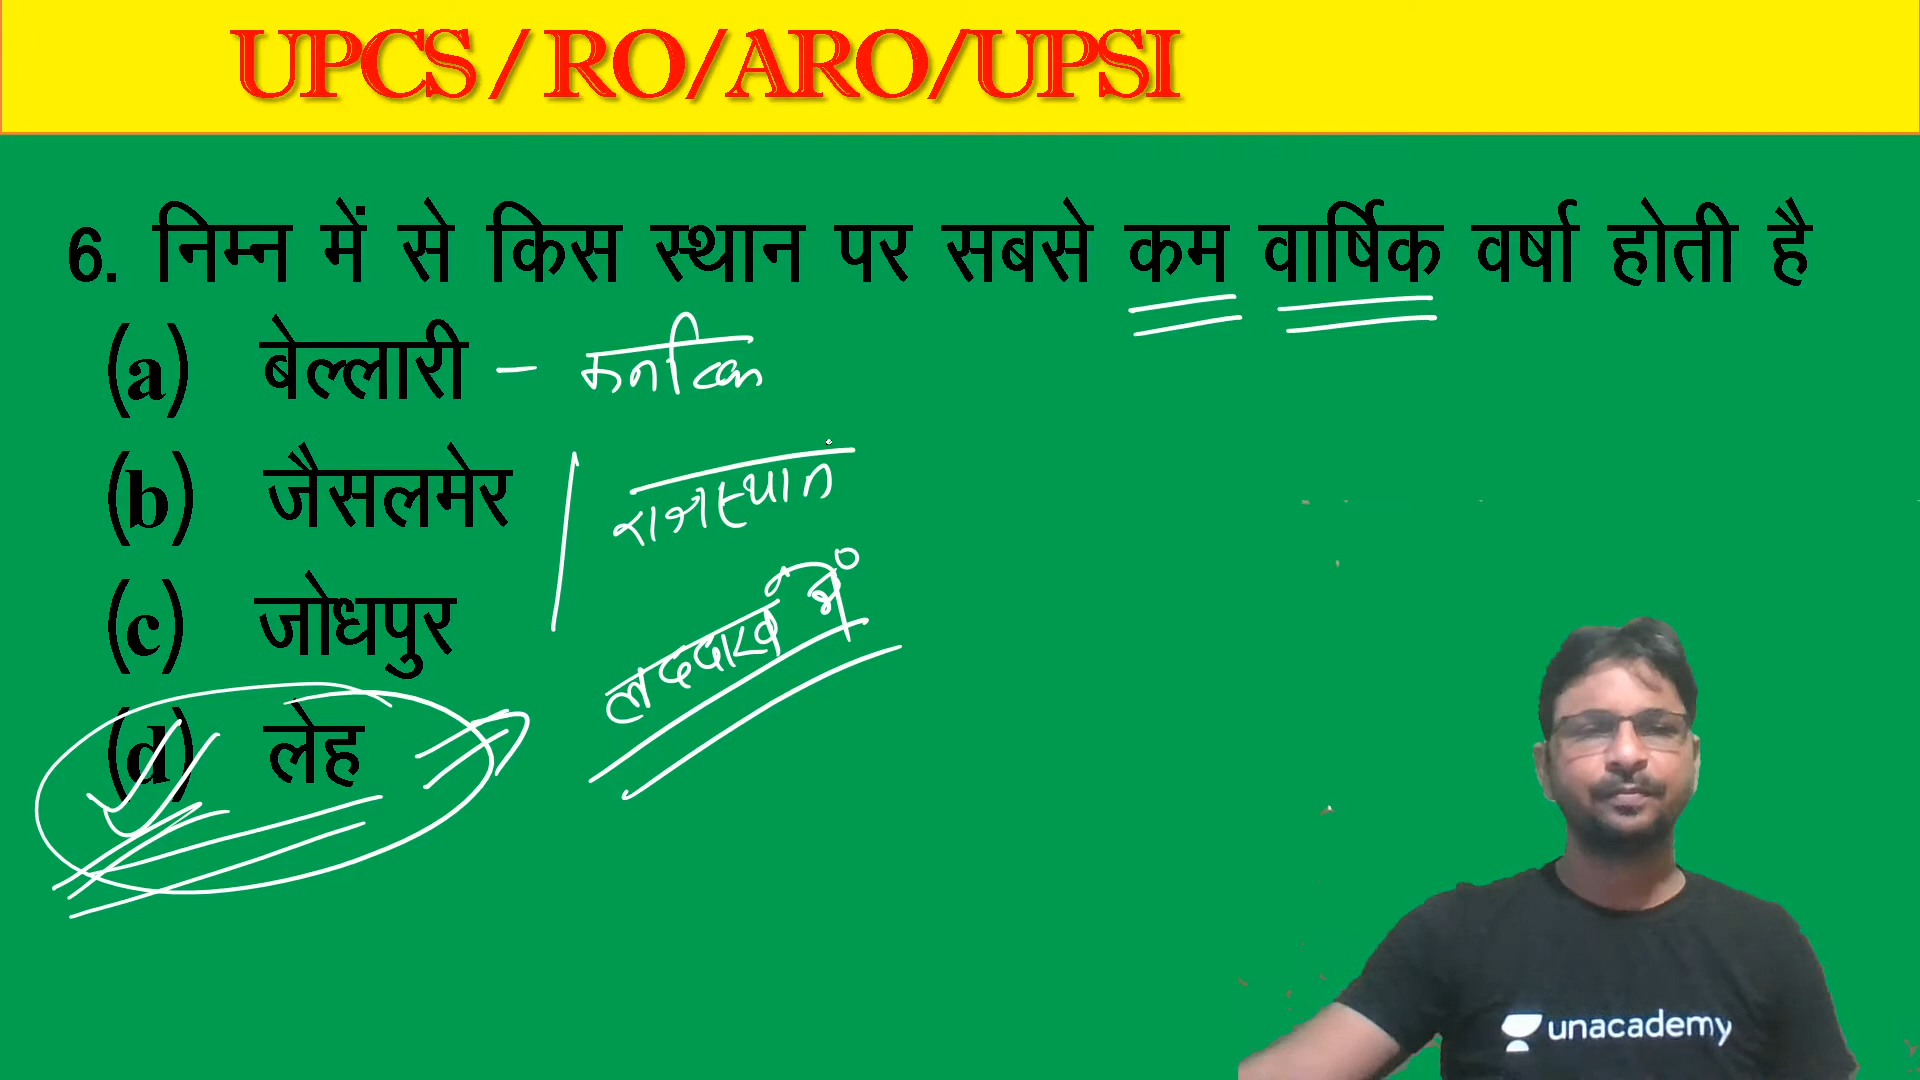 UPCS / RO/ARO/UPSI
6. निम्न में से किस स्थान पर सबसे कम वार्षिक वर्षा होती है
(a) बेल्लारी – कर्नाटक
(b) जैसलमेर राजस्थान
(c) जोधपुर
(d) लेह लद्दाख में
unacademy